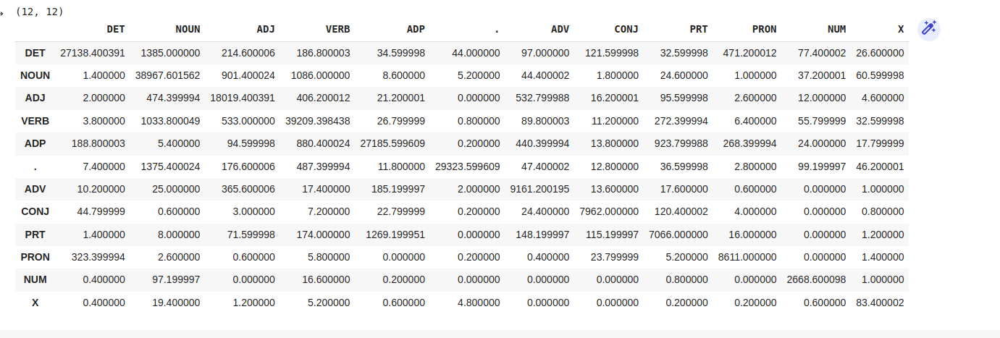 (12, 12)
DET NOUN ADJ VERB ADP . ADV CONJ PRT PRON NUM X
DET 27138.400391 1385.000000 214.600006 186.800003 34.599998 44.000000 97.000000 121.599998 32.599998 471.200012 77.400002 26.600000
NOUN 1.400000 38967.601562 901.400024 1086.000000 8.600000 5.200000 44.400002 1.800000 24.600000 1.000000 37.200001 60.599998
ADJ 2.000000 474.399994 18019.400391 406.200012 21.200001 0.000000 532.799988 16.200001 95.599998 2.600000 12.000000 4.600000
VERB 3.800000 1033.800049 533.000000 39209.398438 26.799999 0.800000 89.800003 11.200000 272.399994 6.400000 55.799999 32.599998
ADP 188.800003 5.400000 94.599998 880.400024 27185.599609 0.200000 440.399994 13.800000 923.799988 268.399994 24.000000 17.799999
. 7.400000 1375.400024 176.600006 487.399994 11.800000 29323.599609 47.400002 12.800000 36.599998 2.800000 99.199997 46.200001
ADV 10.200000 25.000000 365.600006 17.400000 185.199997 2.000000 9161.200195 13.600000 17.600000 0.600000 0.000000 1.000000
CONJ 44.799999 0.600000 3.000000 7.200000 22.799999 0.200000 24.400000 7962.000000 120.400002 4.000000 0.000000 0.800000
PRT 1.400000 8.000000 71.599998 174.000000 1269.199951 0.000000 148.199997 115.199997 7066.000000 16.000000 0.000000 1.200000
PRON 323.399994 2.600000 0.600000 5.800000 0.000000 0.200000 0.400000 23.799999 5.200000 8611.000000 0.000000 1.400000
NUM 0.400000 97.199997 0.000000 16.600000 0.200000 0.000000 0.000000 0.000000 0.800000 0.000000 2668.600098 1.000000
X 0.400000 19.400000 1.200000 5.200000 0.600000 4.800000 0.000000 0.000000 0.200000 0.200000 0.600000 83.400002